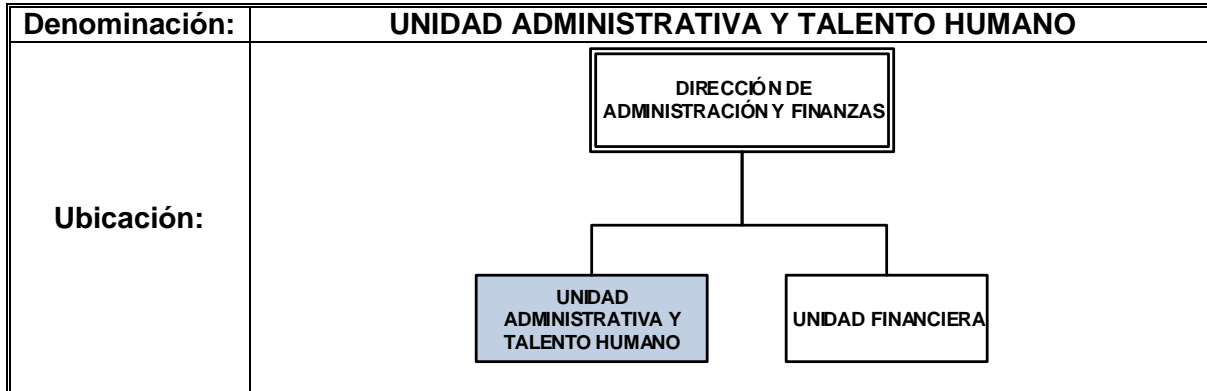 Denominación: UNIDAD ADMINISTRATIVA Y TALENTO HUMANO
Ubicación:
DIRECCIÓN DE
ADMINISTRACIÓN Y FINANZAS
UNIDAD
ADMINISTRATIVA Y
TALENTO HUMANO
UNIDAD FINANCIERA